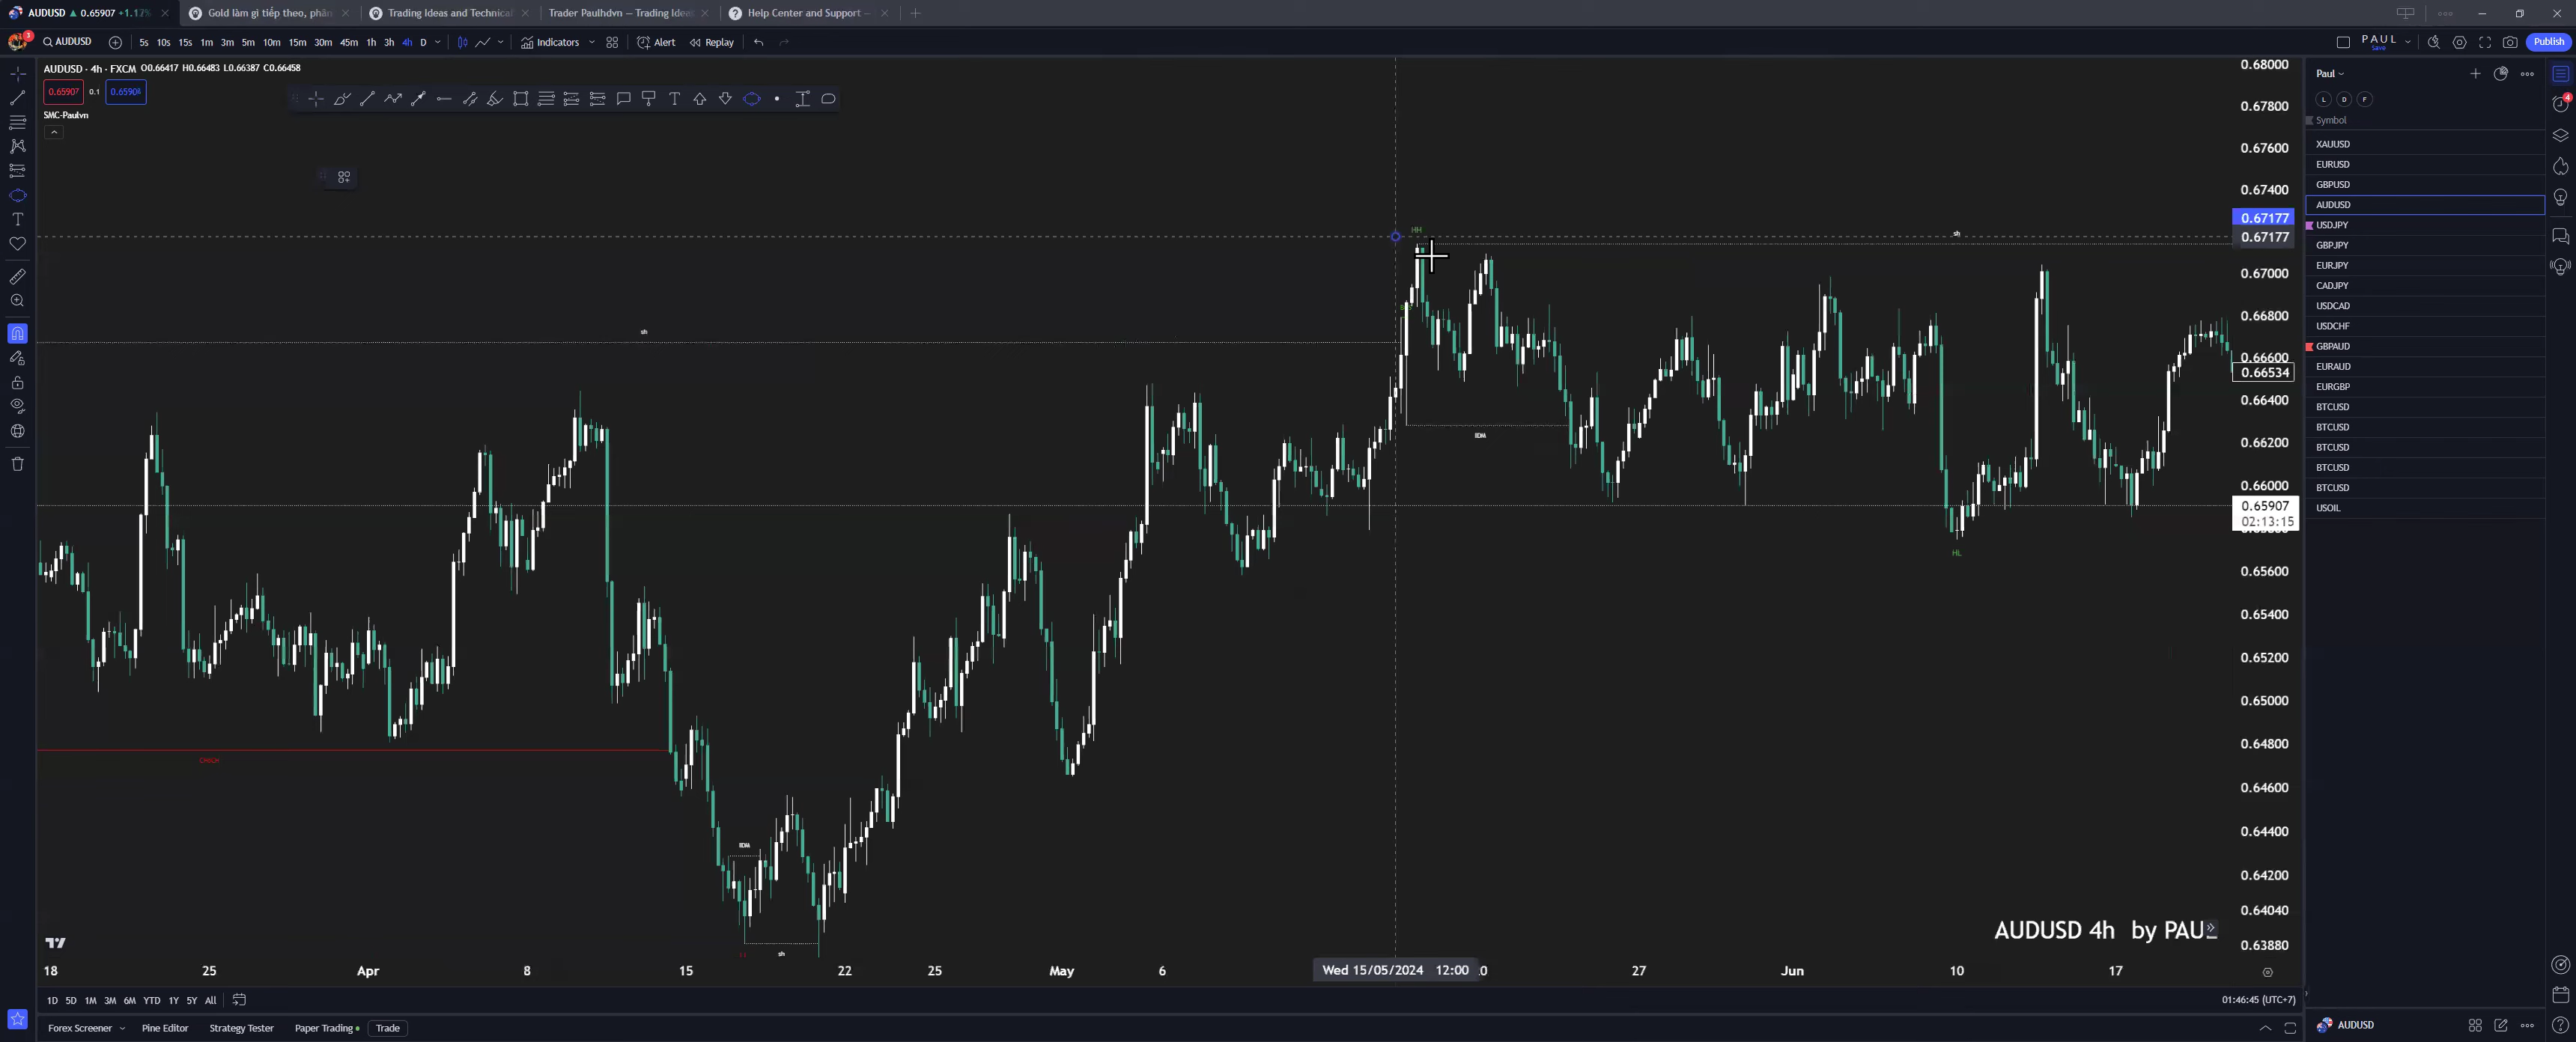 AUDUSD ▲ 0.65907 +1.17%
Gold làm gì tiếp theo, phân
Trading Ideas and Technical
Trader Paulhdvn — Trading Ideas
Help Center and Support —
3
AUDUSD
5s 10s 15s 1m 3m 5m 10m 15m 30m 45m 1h 3h 4h D
Indicators
Alert
Replay
PAUL
Save
Publish
AUDUSD · 4h · FXCM O0.66417 H0.66483 L0.66387 C0.66458
0.65907 0.1 0.65908
SMC-Paulvn
HH
sh
sh
IDM
HL
IDM
sh
0.68000
0.67800
0.67600
0.67400
0.67177
0.67177
0.67000
0.66800
0.66600
0.66534
0.66400
0.66200
0.66000
0.65907
02:13:15
0.65600
0.65400
0.65200
0.65000
0.64800
0.64600
0.64400
0.64200
0.64040
0.63880
AUDUSD 4h by PAUL
18 25 Apr 8 15 22 25 May 6 Wed 15/05/2024 12:00 27 Jun 10 17
1D 5D 1M 3M 6M YTD 1Y 5Y All
01:46:45 (UTC+7)
Forex Screener Pine Editor Strategy Tester Paper Trading Trade
Paul
L D F
Symbol
XAUUSD
EURUSD
GBPUSD
AUDUSD
USDJPY
GBPJPY
EURJPY
CADJPY
USDCAD
USDCHF
GBPAUD
EURAUD
EURGBP
BTCUSD
BTCUSD
BTCUSD
BTCUSD
BTCUSD
USOIL
AUDUSD
4